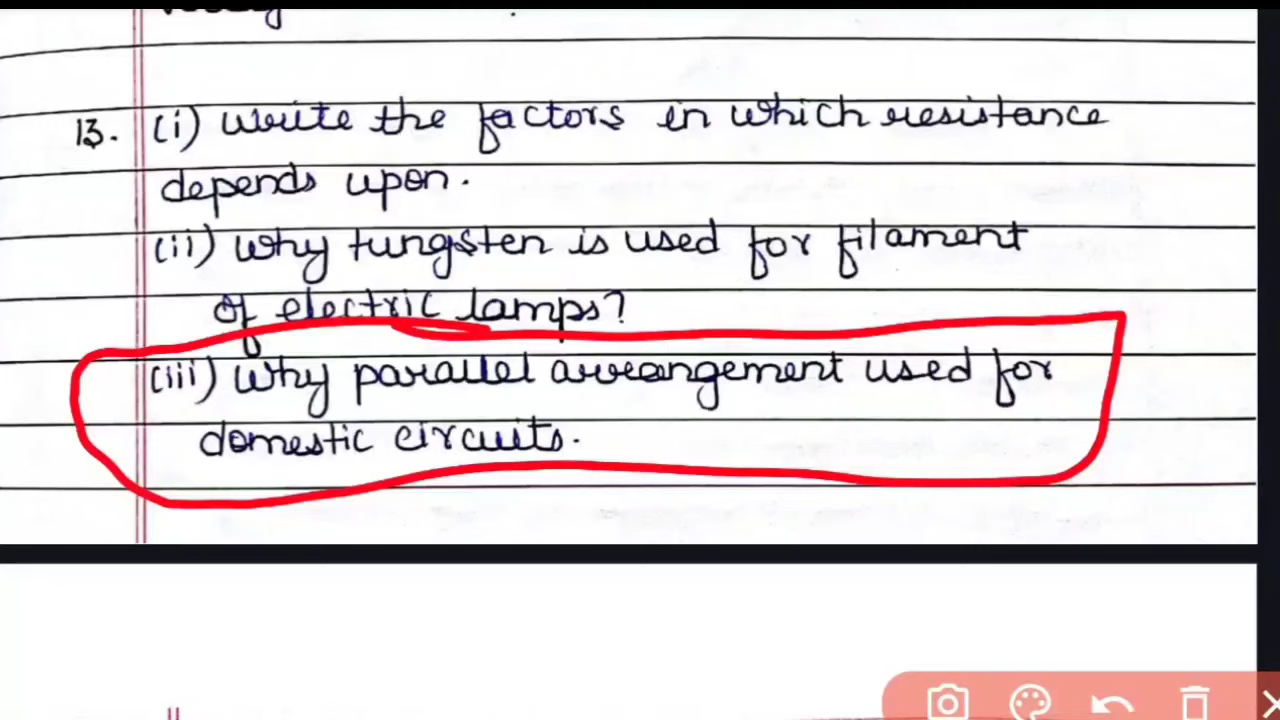 13. (i) write the factors in which resistance
depends upon.
(ii) why tungsten is used for filament
of electric lamps?
(iii) why parallel arrangement used for
domestic circuits.